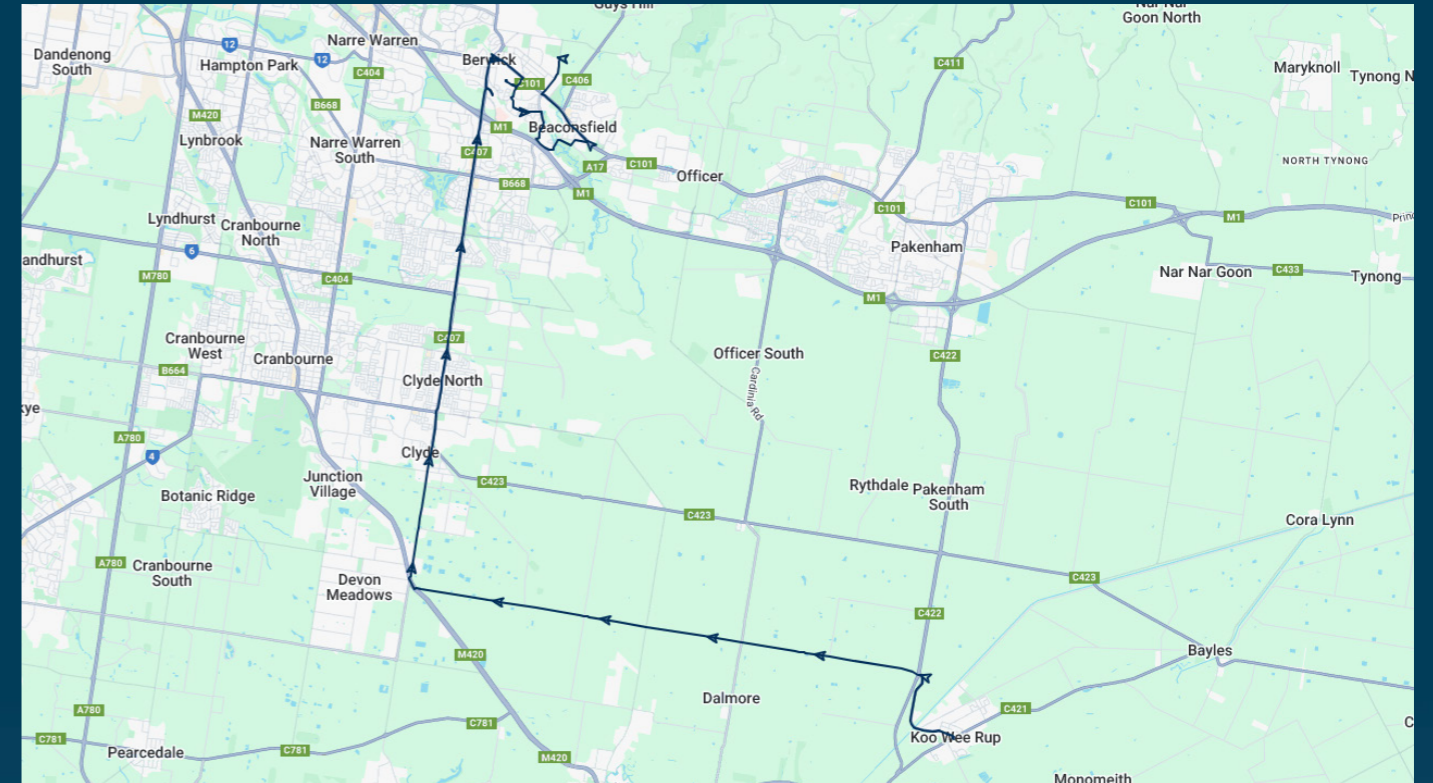 Guys Hill
Nar Nar
Goon North
Narre Warren
12
Dandenong
South
Hampton Park
12
C404
Berwick
C101
C406
C411
Maryknoll
Tynong N
B668
M420
Lynbrook
Narre Warren
South
M1
Beaconsfield
C407
A17
C101
Officer
NORTH TYNONG
B668
M1
C101
C101
M1
Lyndhurst
Cranbourne
North
6
andhurst
M780
C404
Pakenham
Nar Nar Goon
C433
Tynong
M1
C407
Cranbourne
West
Cranbourne
B664
Officer South
C422
Clyde North
Cardinia Rd
kye
A780
4
Clyde
Junction
Village
C423
Botanic Ridge
Rythdale
Pakenham
South
C423
Cora Lynn
A780
Cranbourne
South
Devon
Meadows
C423
C422
M420
Bayles
Dalmore
A780
C781
C421
Koo Wee Rup
C781
Pearcedale
C781
M420
Monomeith